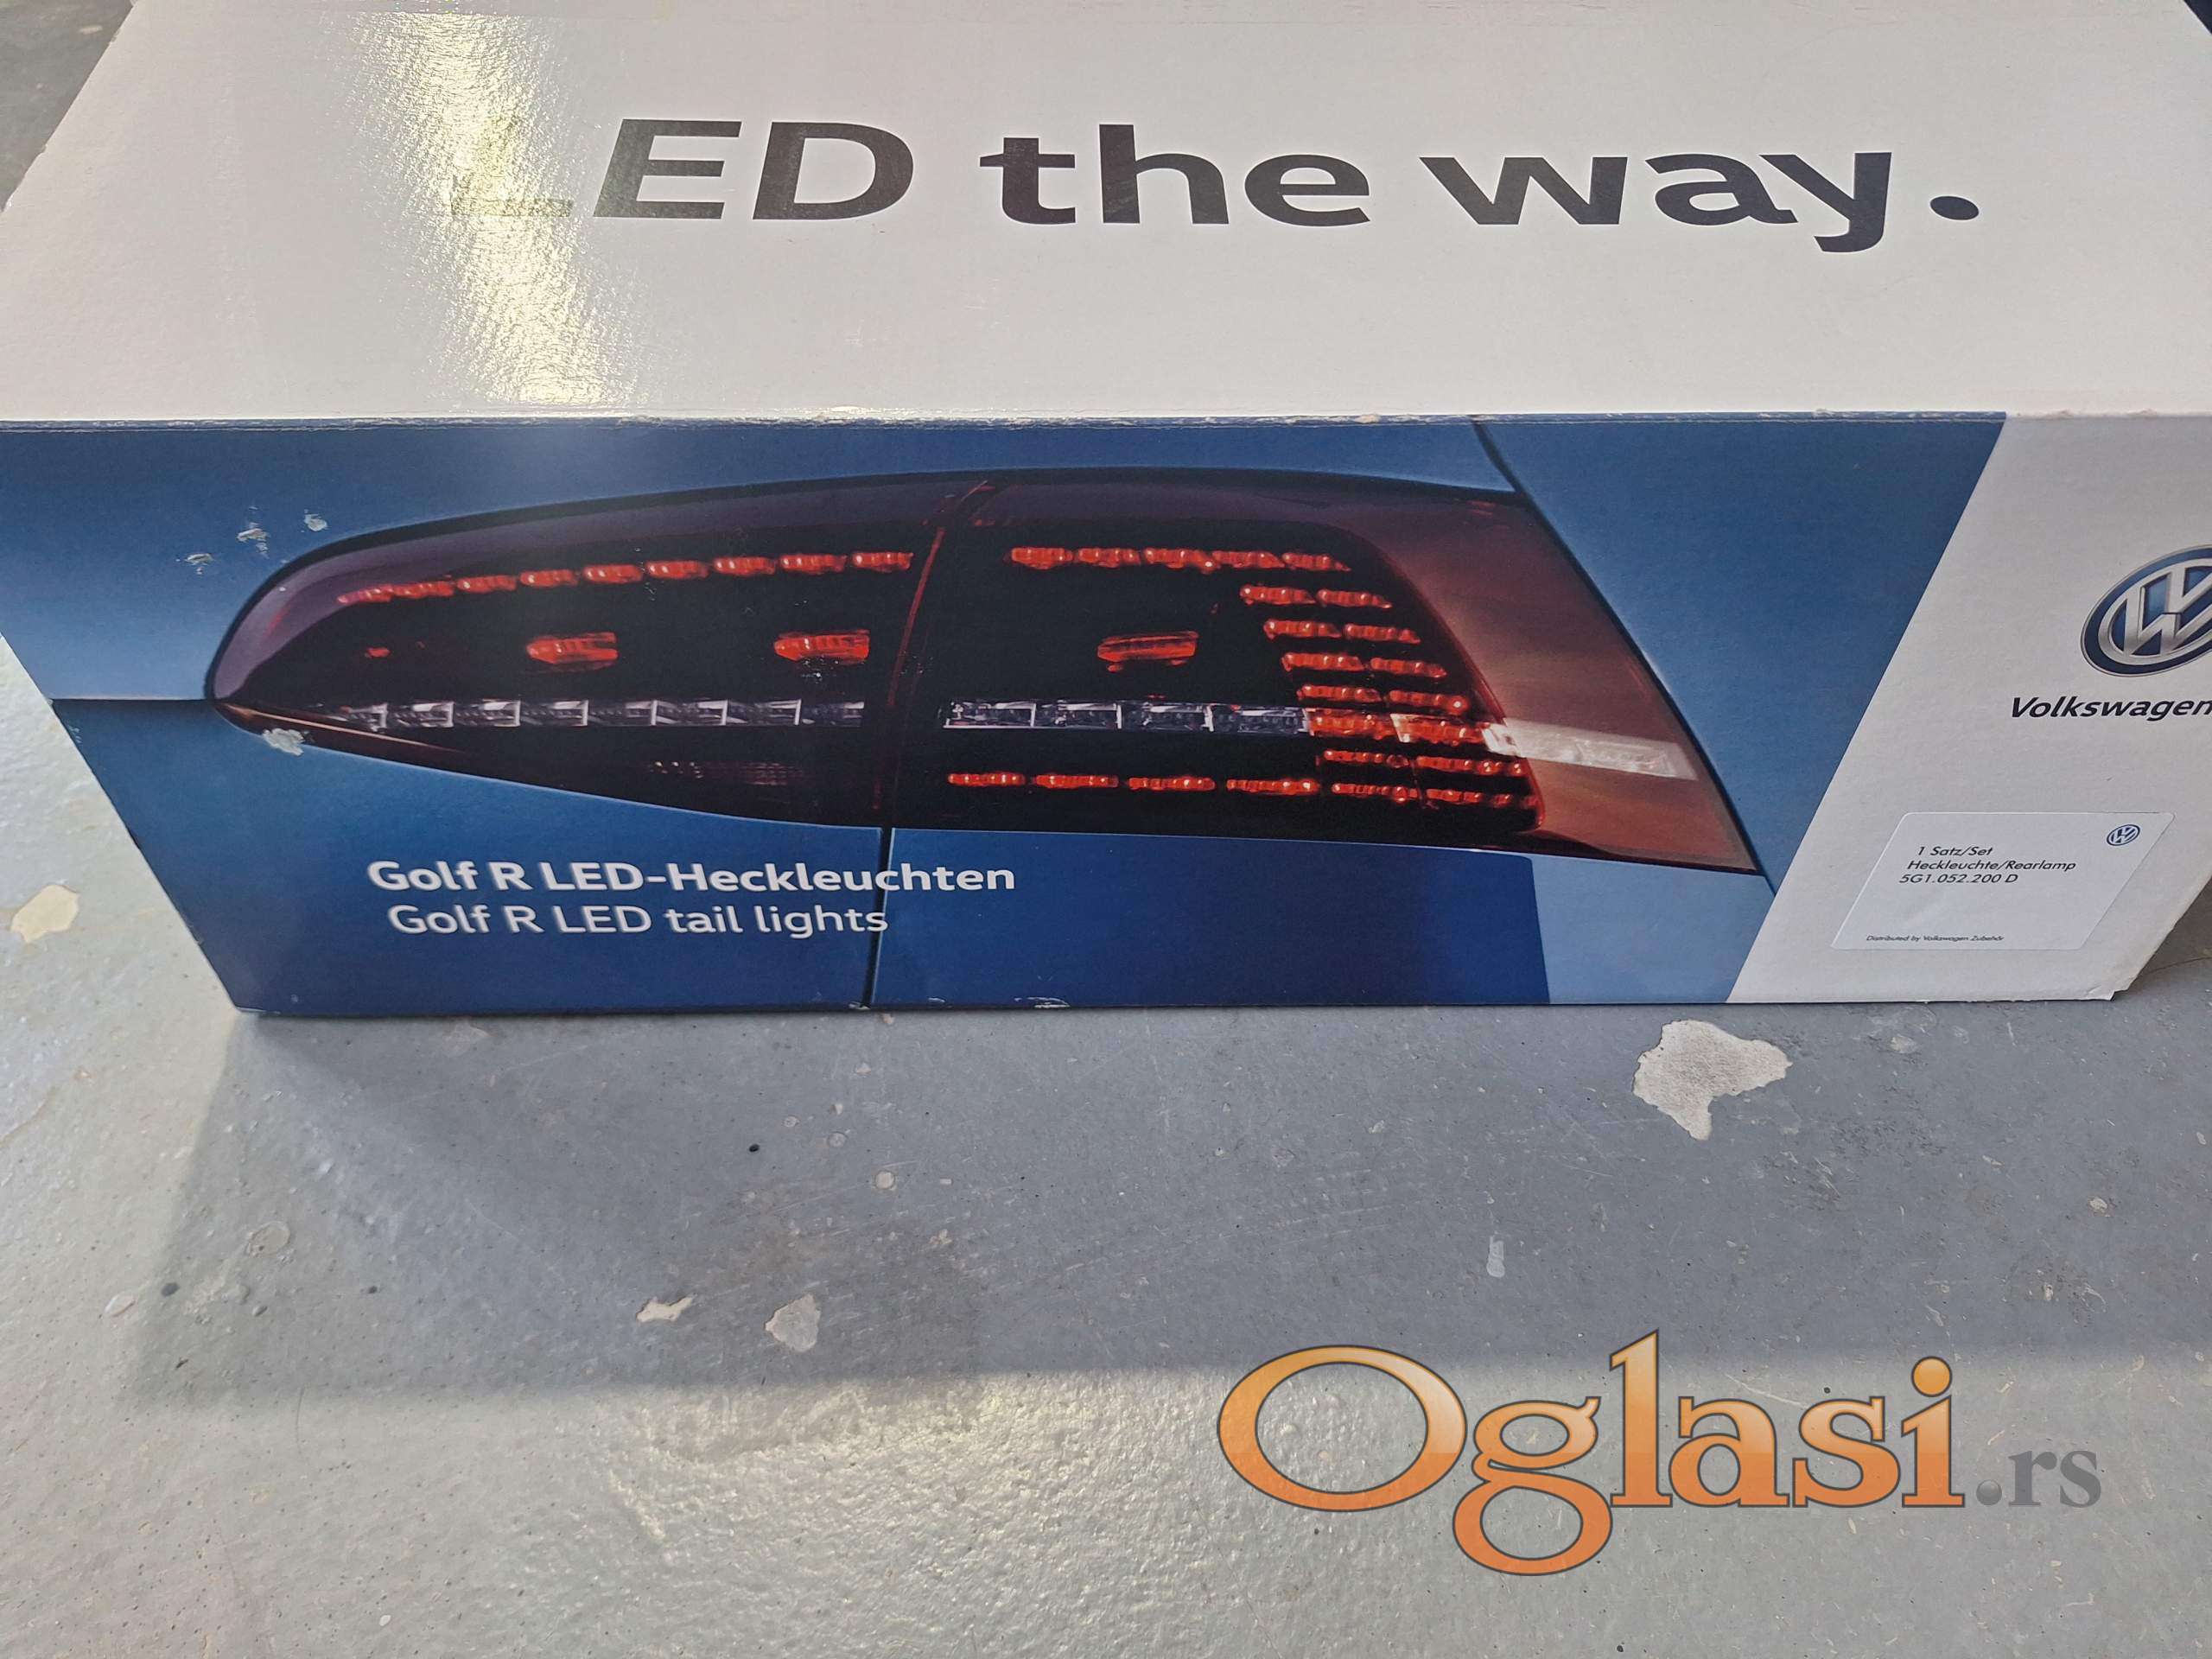 LED the way.
Volkswagen
Golf R LED-Heckleuchten
Golf R LED tail lights
1 Satz/Set
Heckleuchte/Rearlamp
5G1.052.200 D
Distributed by Volkswagen Zubehör
Oglasi.rs